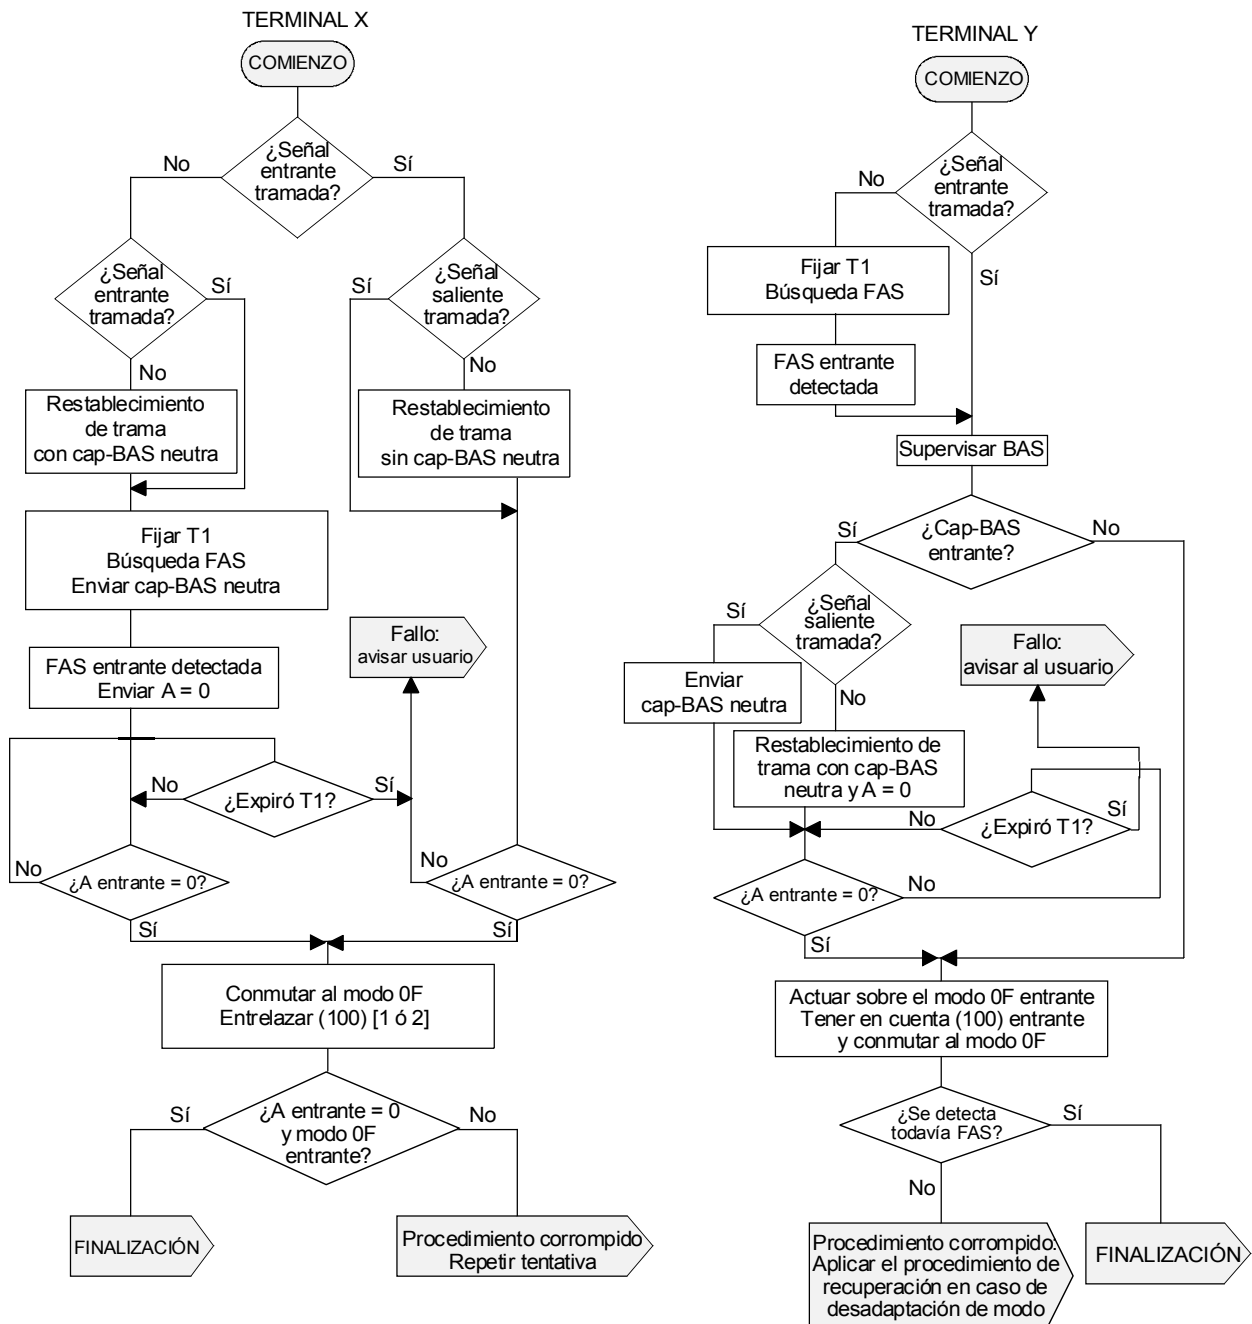 TERMINAL X
COMIENZO
¿Señal
entrante
tramada?
No
Sí
¿Señal
entrante
tramada?
Sí
No
Restablecimiento
de trama
con cap-BAS neutra
Sí
¿Señal
saliente
tramada?
No
Restablecimiento
de trama
sin cap-BAS neutra
Fijar T1
Búsqueda FAS
Enviar cap-BAS neutra
FAS entrante detectada
Enviar A = 0
Fallo:
avisar usuario
No
¿Expiró T1?
Sí
No
¿A entrante = 0?
Sí
No
¿A entrante = 0?
Sí
Conmutar al modo 0F
Entrelazar (100) [1 ó 2]
Sí
¿A entrante = 0
y modo 0F
entrante?
No
FINALIZACIÓN
Procedimiento corrompido
Repetir tentativa
TERMINAL Y
COMIENZO
¿Señal
entrante
tramada?
No
Sí
Fijar T1
Búsqueda FAS
FAS entrante
detectada
Supervisar BAS
Sí
¿Cap-BAS
entrante?
No
Sí
¿Señal
saliente
tramada?
No
Enviar
cap-BAS neutra
Restablecimiento de
trama con cap-BAS
neutra y A = 0
Fallo:
avisar al usuario
No
¿Expiró T1?
Sí
¿A entrante = 0?
No
Sí
Actuar sobre el modo 0F entrante
Tener en cuenta (100) entrante
y conmutar al modo 0F
¿Se detecta
todavía FAS?
Sí
No
Procedimiento corrompido:
Aplicar el procedimiento de
recuperación en caso de
desadaptación de modo
FINALIZACIÓN